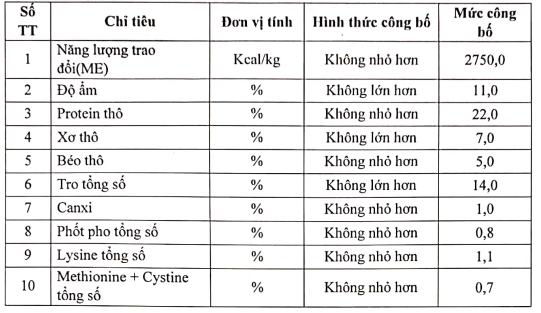 Số TT Chỉ tiêu Đơn vị tính Hình thức công bố Mức công bố
1 Năng lượng trao đổi(ME) Kcal/kg Không nhỏ hơn 2750,0
2 Độ ẩm % Không lớn hơn 11,0
3 Protein thô % Không nhỏ hơn 22,0
4 Xơ thô % Không lớn hơn 7,0
5 Béo thô % Không nhỏ hơn 5,0
6 Tro tổng số % Không lớn hơn 14,0
7 Canxi % Không nhỏ hơn 1,0
8 Phốt pho tổng số % Không nhỏ hơn 0,8
9 Lysine tổng số % Không nhỏ hơn 1,1
10 Methionine + Cystine tổng số % Không nhỏ hơn 0,7